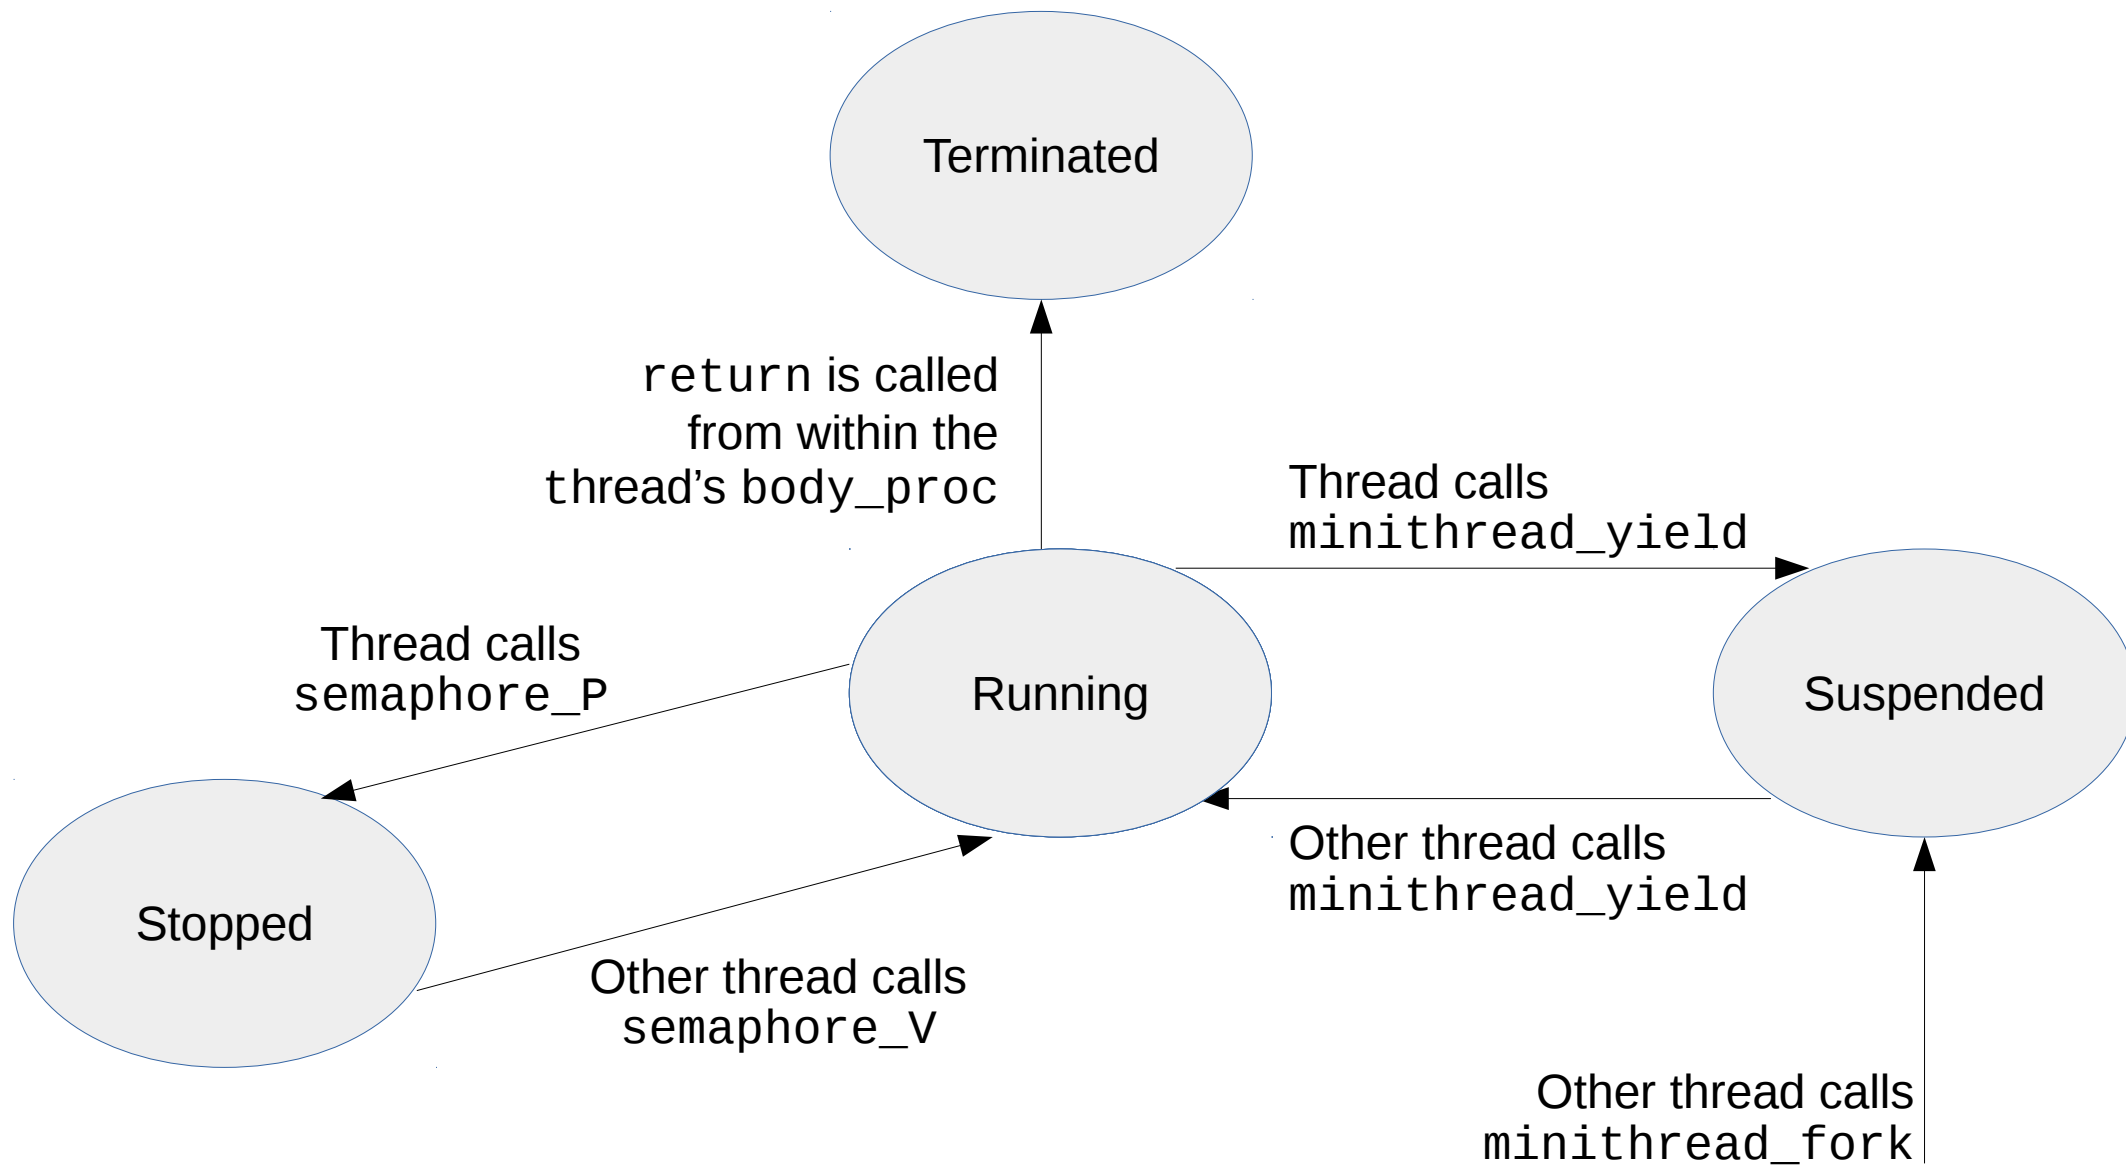 Terminated
return is called
from within the
thread’s body_proc
Thread calls
minithread_yield
Thread calls
semaphore_P
Running
Suspended
Other thread calls
minithread_yield
Stopped
Other thread calls
semaphore_V
Other thread calls
minithread_fork